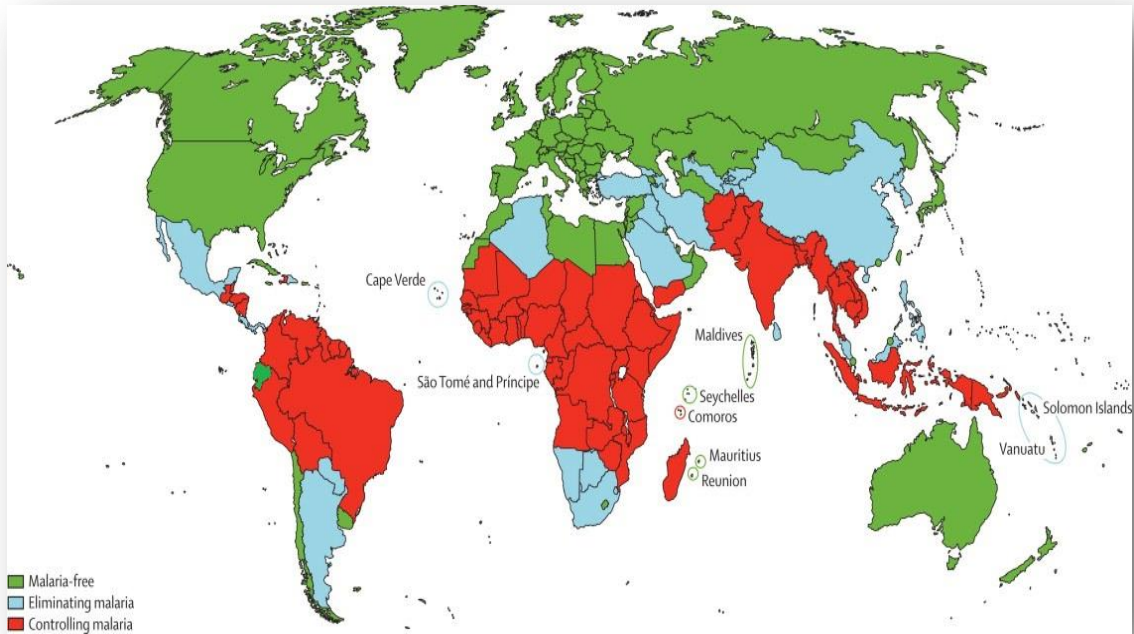 Cape Verde
São Tomé and Príncipe
Maldives
Seychelles
Comoros
Mauritius
Reunion
Solomon Islands
Vanuatu
Malaria-free
Eliminating malaria
Controlling malaria